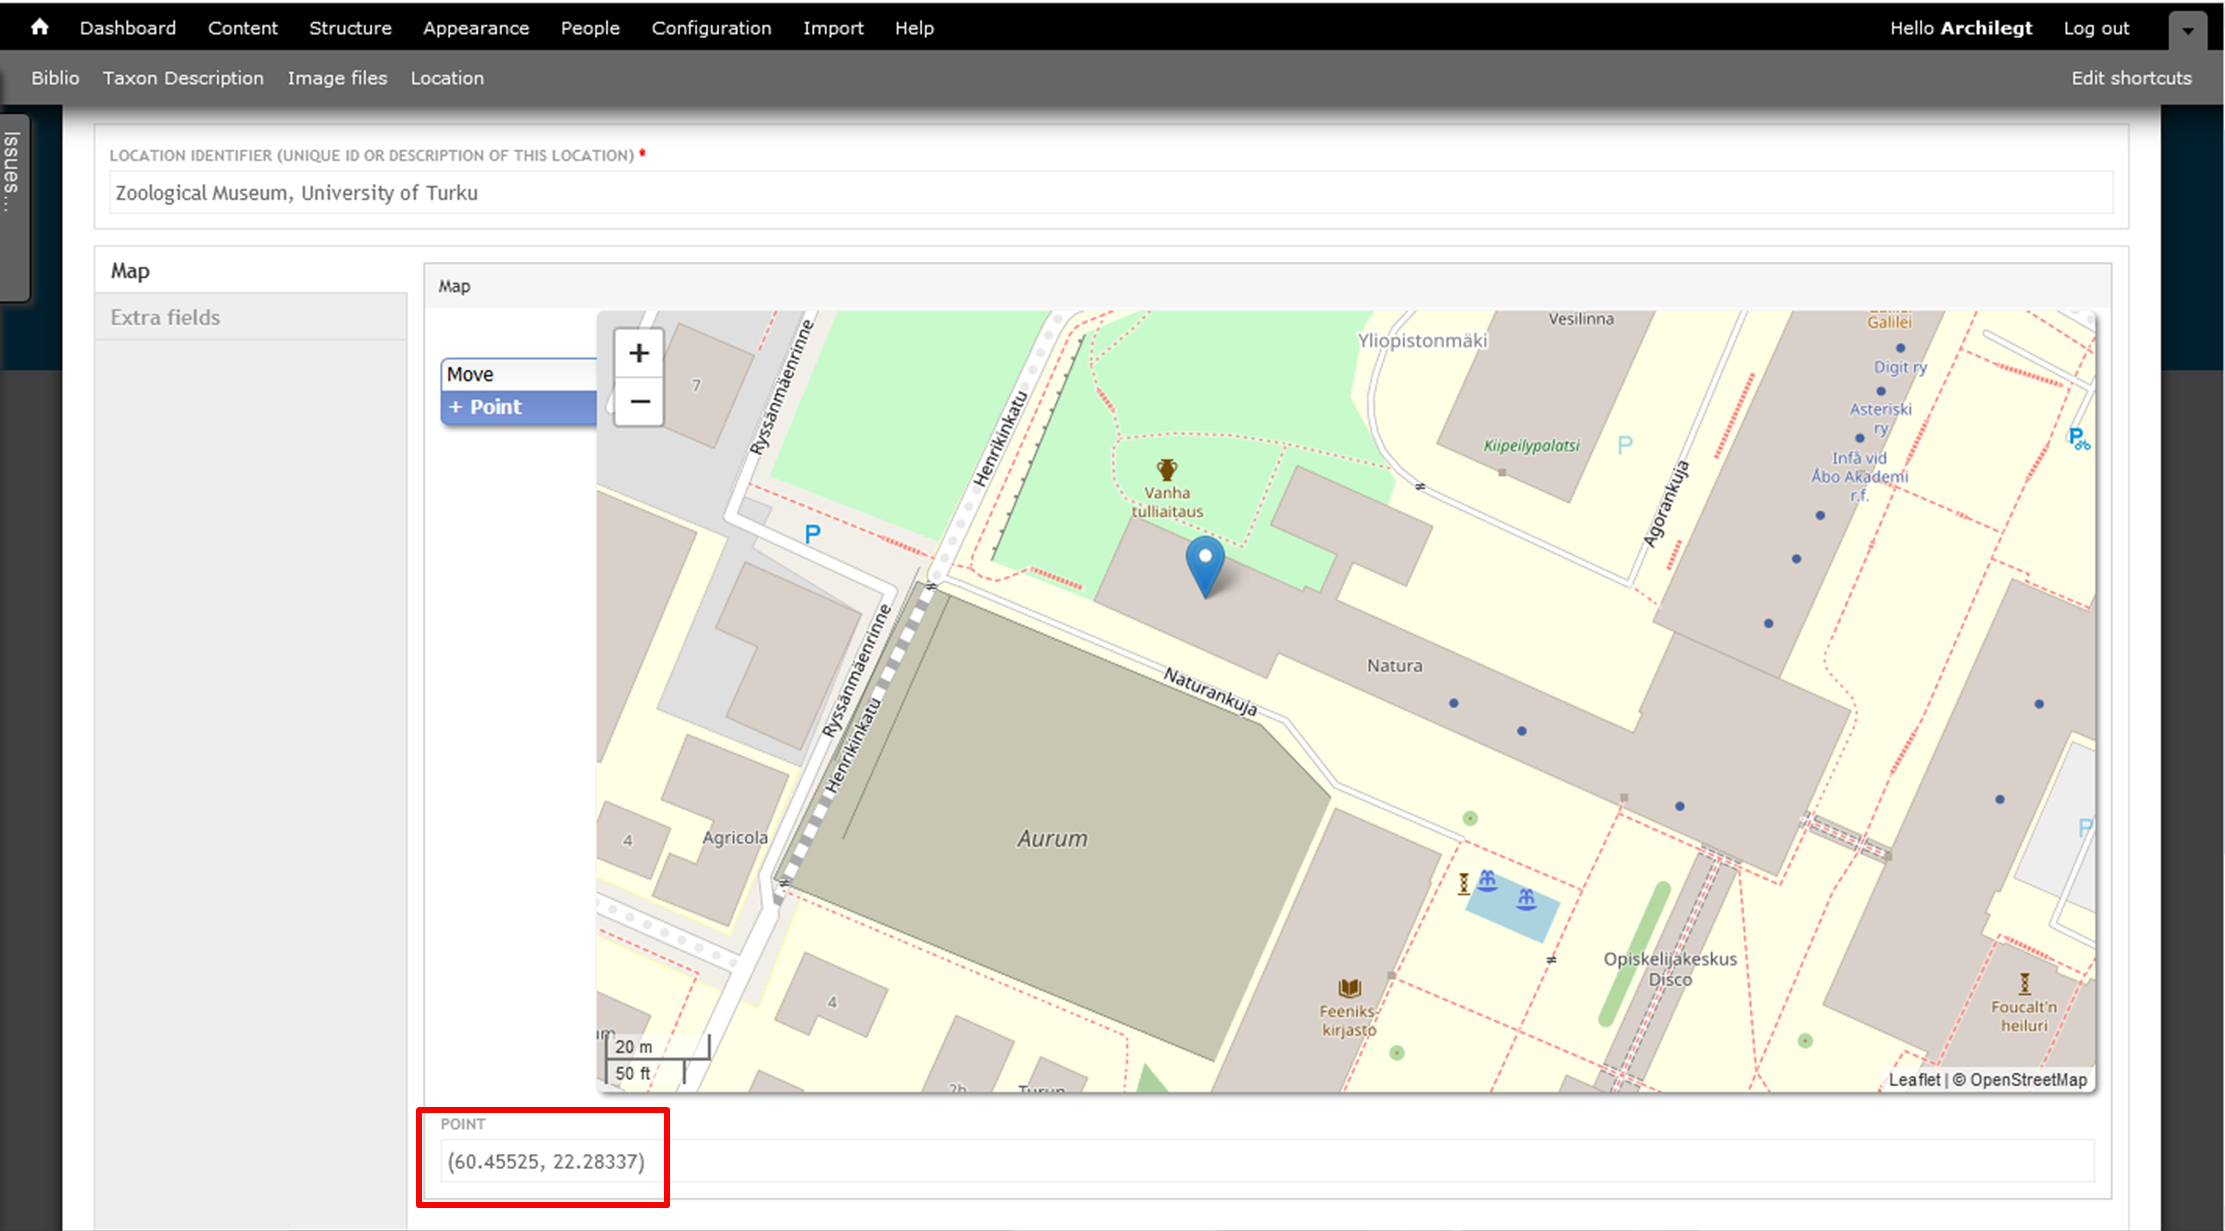 Dashboard Content Structure Appearance People Configuration Import Help Hello Archilegt Log out
Biblio Taxon Description Image files Location Edit shortcuts
Issues...
LOCATION IDENTIFIER (UNIQUE ID OR DESCRIPTION OF THIS LOCATION) *
Zoological Museum, University of Turku
Map
Extra fields
Map
Move
+ Point
+
−
7
Ryssänmäenrinne
Henrikinkatu
Yliopistonmäki
Vesilinna
Galilei
Digit ry
Asteriski
ry
Infå vid
Åbo Akademi
r.f.
Kiipeilypalatsi
P
P
Agorankuja
Vanha
tulliaitaus
P
Ryssänmäenrinne
Henrikinkatu
Naturankuja
Natura
Agricola
4
Aurum
P
4
Opiskelijakeskus
Disco
Feeniks-
kirjasto
Foucalt'n
heiluri
2b
Turun
20 m
50 ft
Leaflet | © OpenStreetMap
POINT
(60.45525, 22.28337)